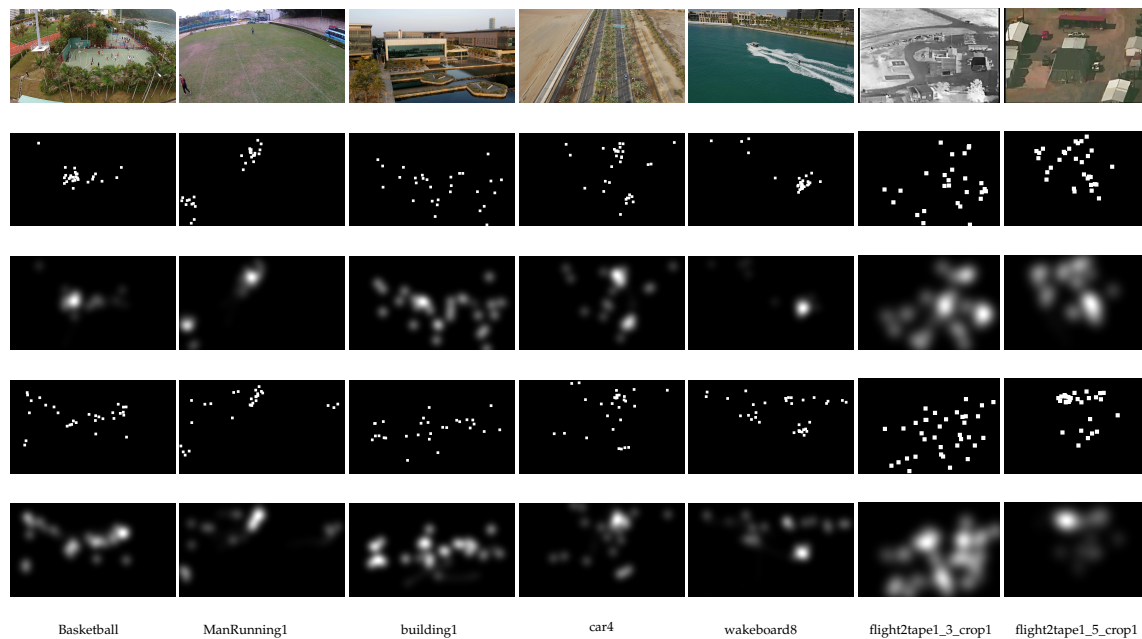 Basketball
ManRunning1
building1
car4
wakeboard8
flight2tape1_3_crop1
flight2tape1_5_crop1